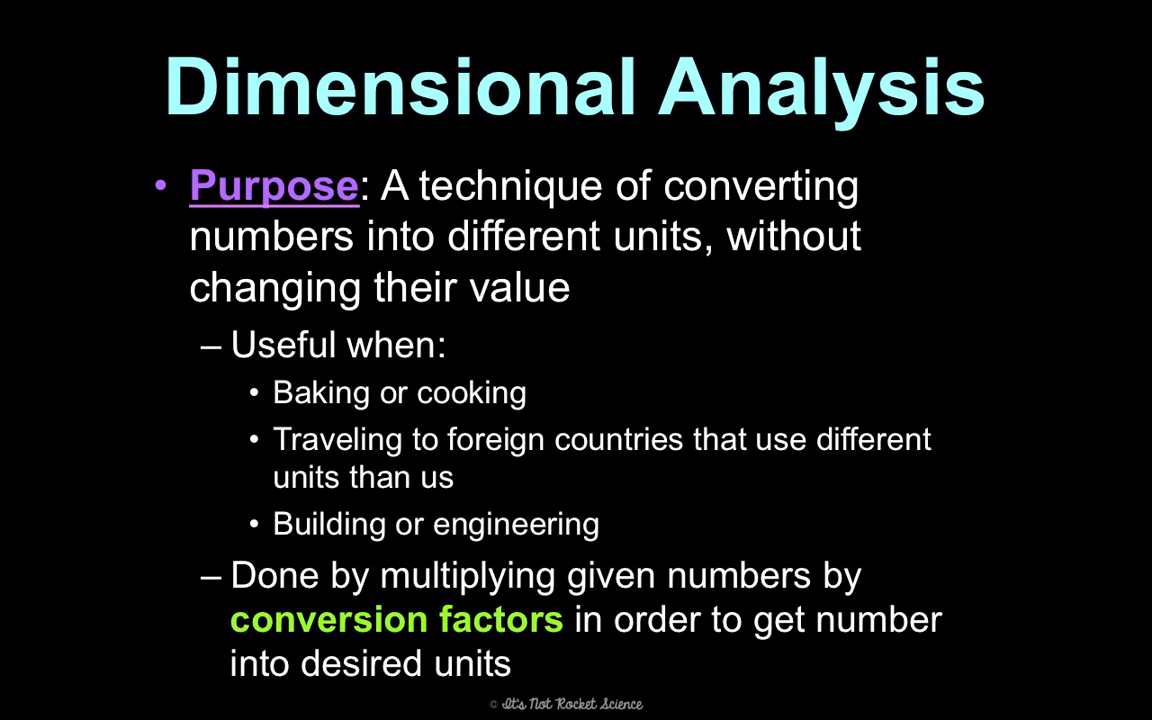 Dimensional Analysis
• Purpose: A technique of converting
numbers into different units, without
changing their value
– Useful when:
• Baking or cooking
• Traveling to foreign countries that use different
units than us
• Building or engineering
– Done by multiplying given numbers by
conversion factors in order to get number
into desired units
© It's Not Rocket Science